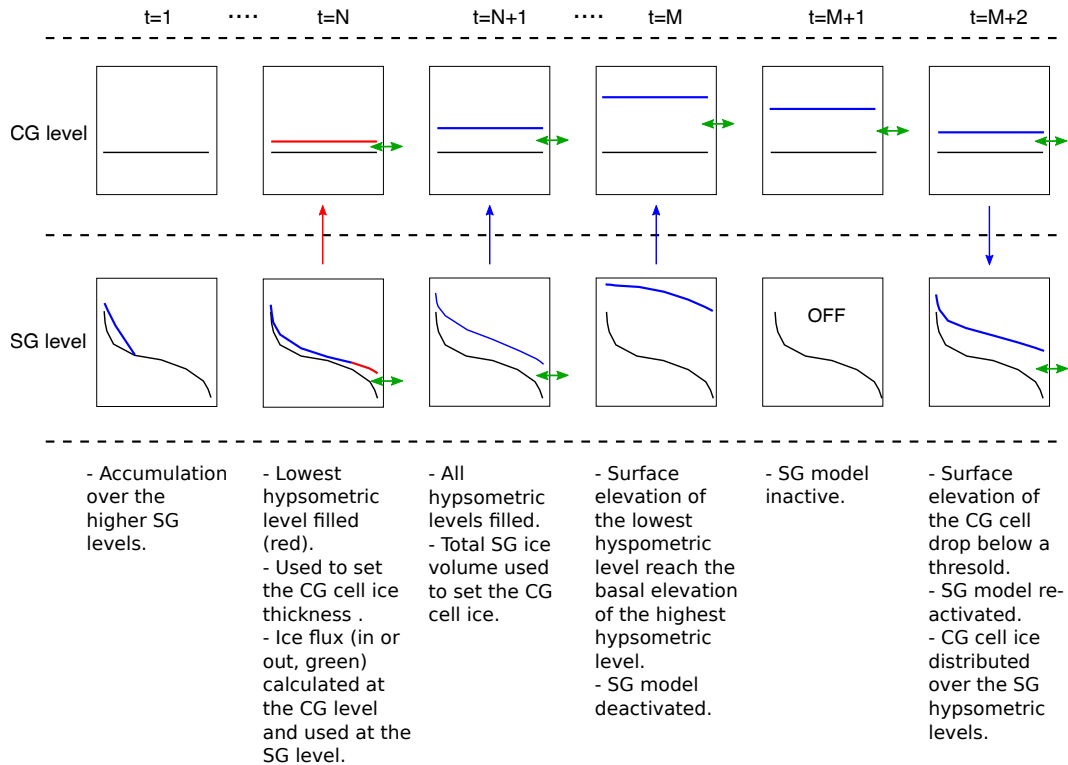 t=1 .... t=N t=N+1 .... t=M t=M+1 t=M+2
CG level
SG level
OFF
- Accumulation
over the
higher SG
levels.
- Lowest
hypsometric
level filled
(red).
- Used to set
the CG cell ice
thickness .
- Ice flux (in or
out, green)
calculated at
the CG level
and used at the
SG level.
- All
hypsometric
levels filled.
- Total SG ice
volume used
to set the CG
cell ice.
- Surface
elevation of
the lowest
hyspometric
level reach the
basal elevation
of the highest
hypsometric
level.
- SG model
deactivated.
- SG model
inactive.
- Surface
elevation of
the CG cell
drop below a
thresold.
- SG model re-
activated.
- CG cell ice
distributed
over the SG
hypsometric
levels.